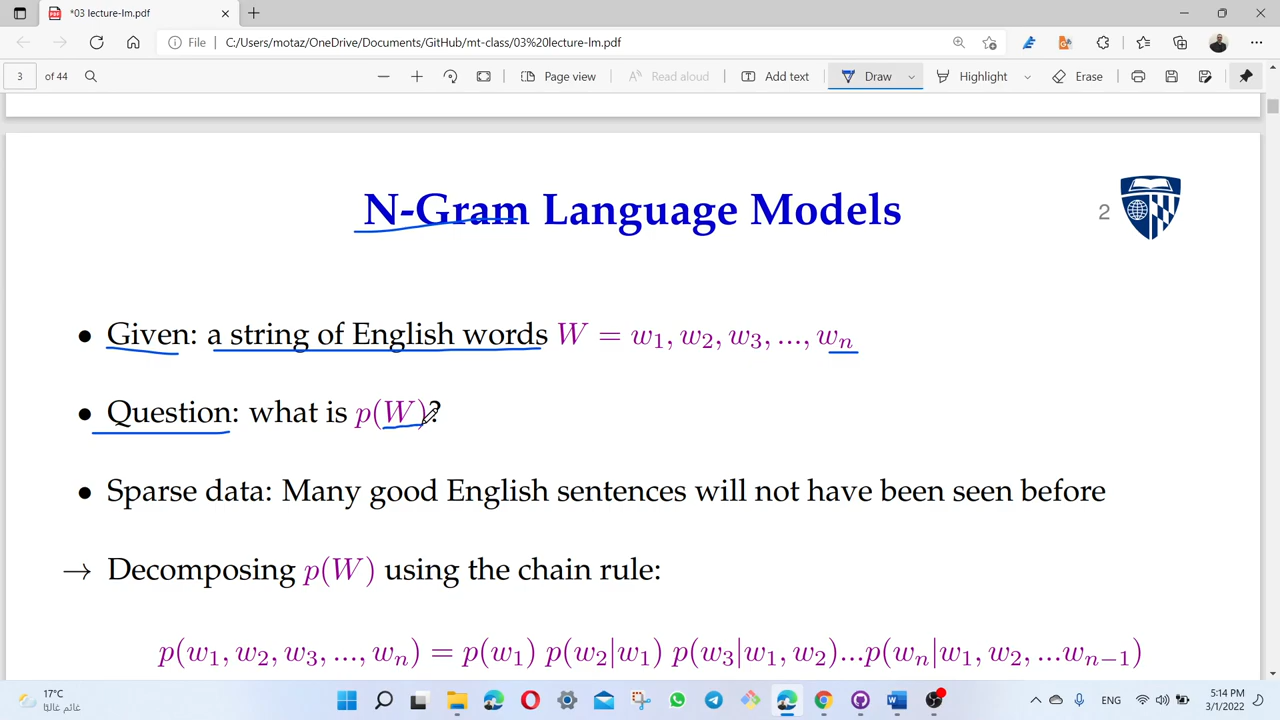 *03 lecture-lm.pdf
File C:/Users/motaz/OneDrive/Documents/GitHub/mt-class/03%20lecture-lm.pdf
3 of 44 Page view Read aloud Add text Draw Highlight Erase
N-Gram Language Models 2
• Given: a string of English words W = w1, w2, w3, ..., wn
• Question: what is p(W)?
• Sparse data: Many good English sentences will not have been seen before
→ Decomposing p(W) using the chain rule:
p(w1, w2, w3, ..., wn) = p(w1) p(w2|w1) p(w3|w1, w2)...p(wn|w1, w2, ...wn−1)
17°C
غائم غالبًا
ENG
5:14 PM
3/1/2022